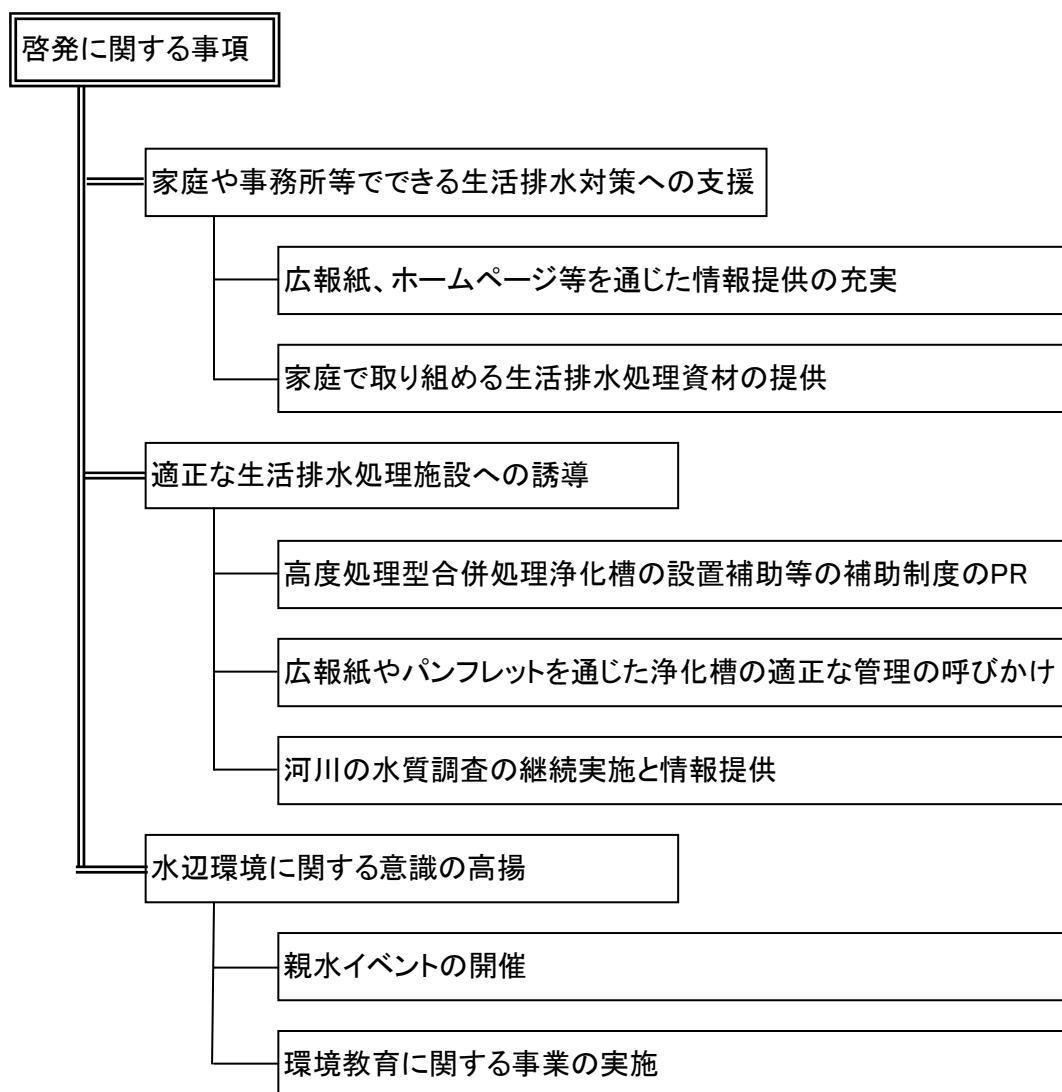 啓発に関する事項
家庭や事務所等でできる生活排水対策への支援
広報紙、ホームページ等を通じた情報提供の充実
家庭で取り組める生活排水処理資材の提供
適正な生活排水処理施設への誘導
高度処理型合併処理浄化槽の設置補助等の補助制度のPR
広報紙やパンフレットを通じた浄化槽の適正な管理の呼びかけ
河川の水質調査の継続実施と情報提供
水辺環境に関する意識の高揚
親水イベントの開催
環境教育に関する事業の実施